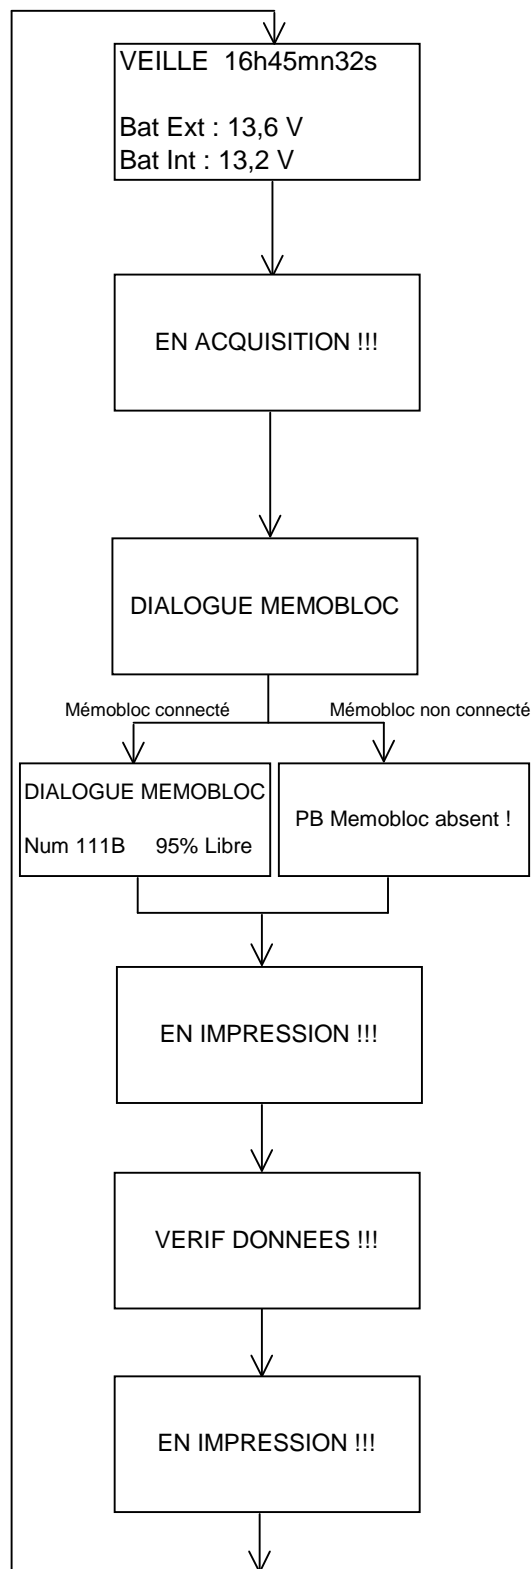 VEILLE 16h45mn32s
Bat Ext : 13,6 V
Bat Int : 13,2 V
EN ACQUISITION !!!
DIALOGUE MEMOBLOC
Mémobloc connecté
Mémobloc non connecté
DIALOGUE MEMOBLOC
Num 111B 95% Libre
PB Memobloc absent !
EN IMPRESSION !!!
VERIF DONNEES !!!
EN IMPRESSION !!!